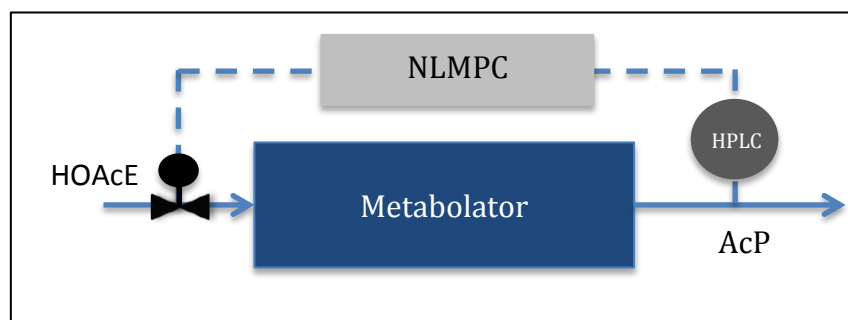 NLMPC
HPLC
HOAcE
Metabolator
AcP